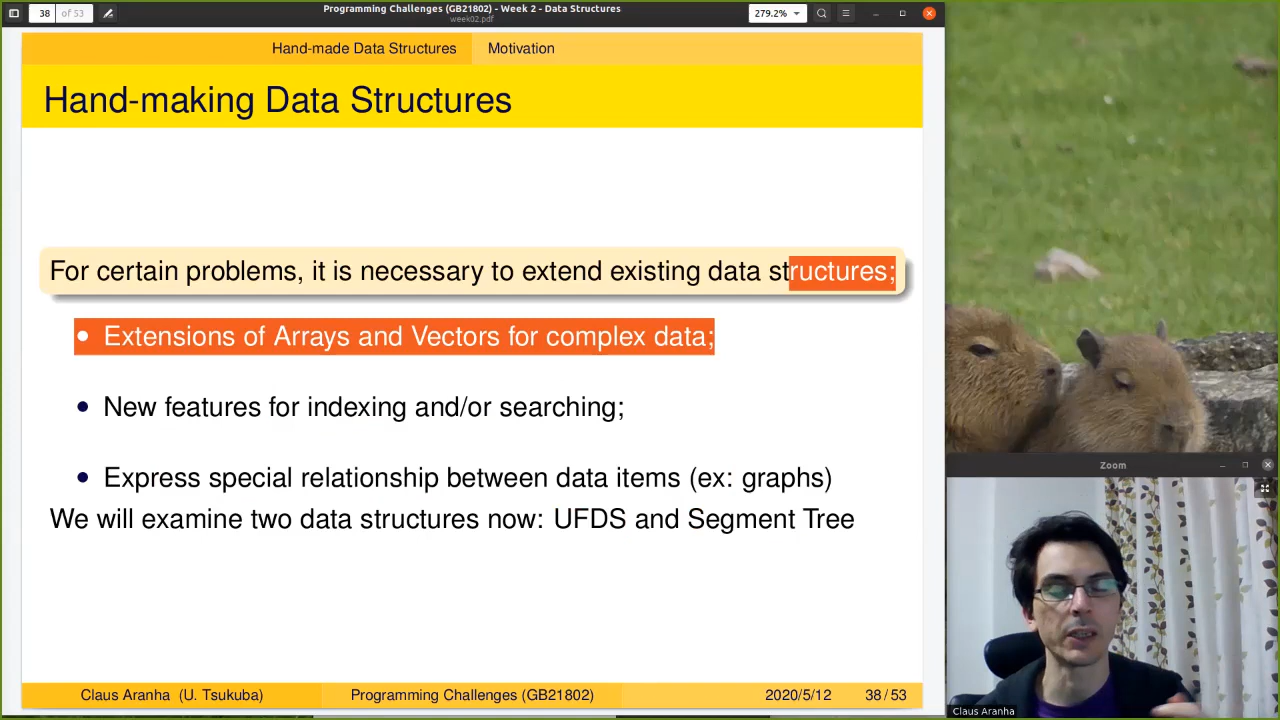 38 of 53
Programming Challenges (GB21802) - Week 2 - Data Structures
week02.pdf
279.2%
Hand-made Data Structures Motivation
Hand-making Data Structures
For certain problems, it is necessary to extend existing data structures;
• Extensions of Arrays and Vectors for complex data;
• New features for indexing and/or searching;
• Express special relationship between data items (ex: graphs)
We will examine two data structures now: UFDS and Segment Tree
Claus Aranha (U. Tsukuba) Programming Challenges (GB21802) 2020/5/12 38 / 53
Zoom
Claus Aranha